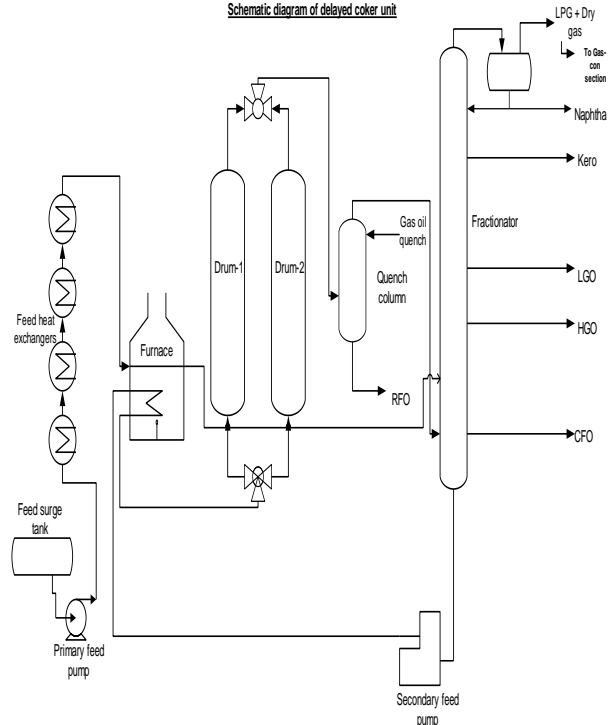 Schematic diagram of delayed coker unit
LPG + Dry
gas
To Gas-
con
section
Naphtha
Kero
Fractionator
Gas oil
quench
Drum-1
Drum-2
Quench
column
LGO
Feed heat
exchangers
Furnace
HGO
RFO
CFO
Feed surge
tank
Primary feed
pump
Secondary feed
pump